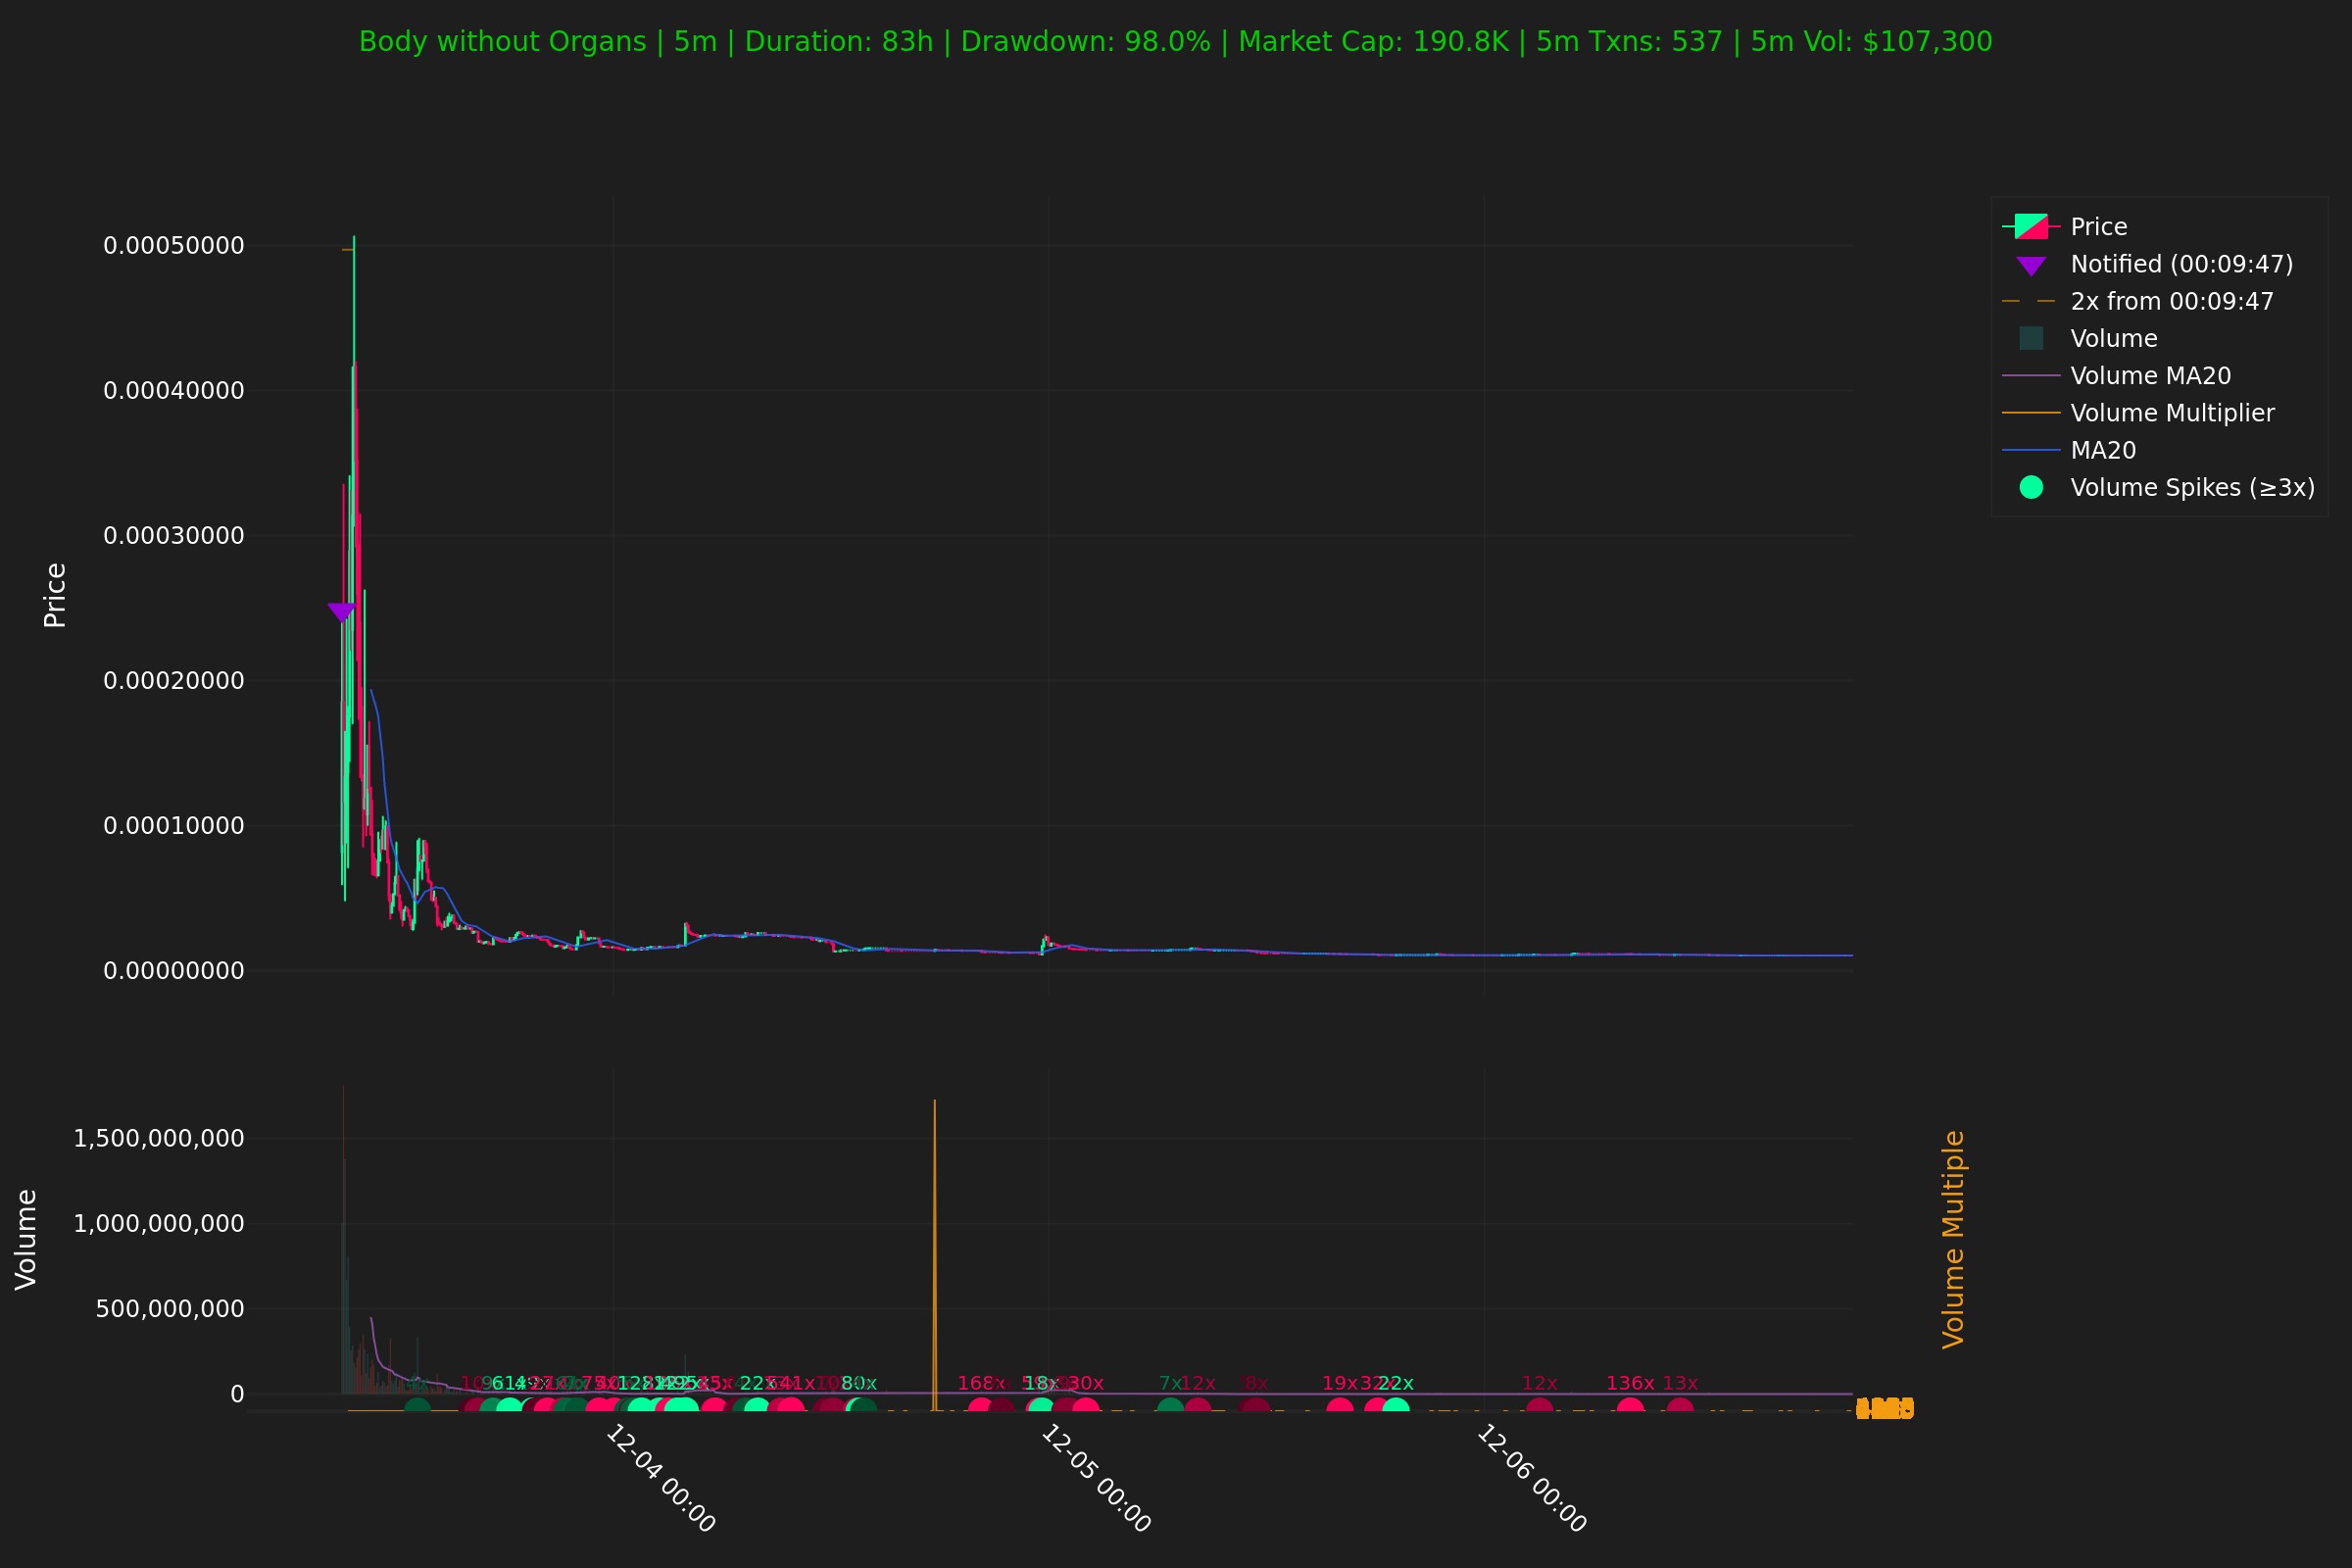 Body without Organs | 5m | Duration: 83h | Drawdown: 98.0% | Market Cap: 190.8K | 5m Txns: 537 | 5m Vol: $107,300
Price
Notified (00:09:47)
2x from 00:09:47
Volume
Volume MA20
Volume Multiplier
MA20
Volume Spikes (≥3x)
Price
0.00050000
0.00040000
0.00030000
0.00020000
0.00010000
0.00000000
Volume
1,500,000,000
1,000,000,000
500,000,000
0
Volume Multiple
22x
80x
168x
18x
30x
7x
12x
8x
19x
32x
22x
12x
136x
13x
12-04 00:00
12-05 00:00
12-06 00:00